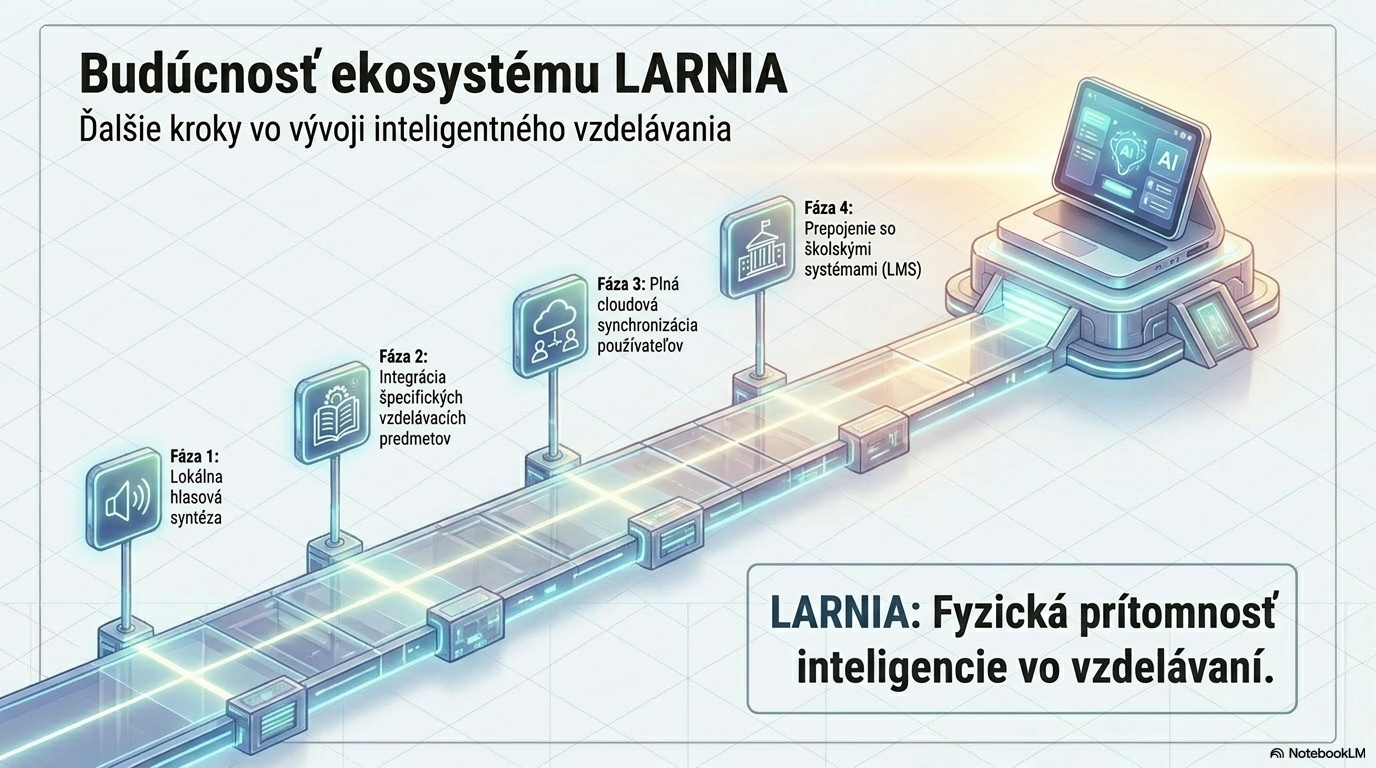 Budúcnosť ekosystému LARNIA
Ďalšie kroky vo vývoji inteligentného vzdelávania
Fáza 1:
Lokálna
hlasová
syntéza
Fáza 2:
Integrácia
špecifických
vzdelávacích
predmetov
Fáza 3: Plná
cloudová
synchronizácia
používateľov
Fáza 4:
Prepojenie so
školskými
systémami (LMS)
AI
AI
LARNIA: Fyzická prítomnosť
inteligencie vo vzdelávaní.
NotebookLM